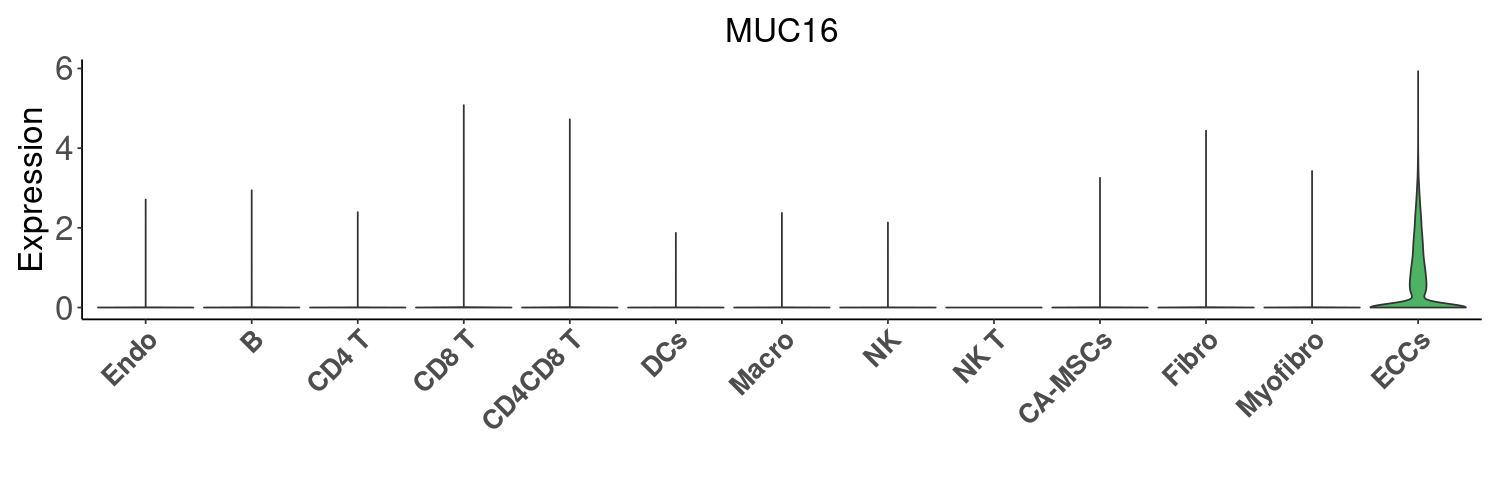 MUC16
Expression
6
4
2
0
Endo
B
CD4 T
CD8 T
CD4CD8 T
DCs
Macro
NK
NK T
CA-MSCs
Fibro
Myofibro
ECCs